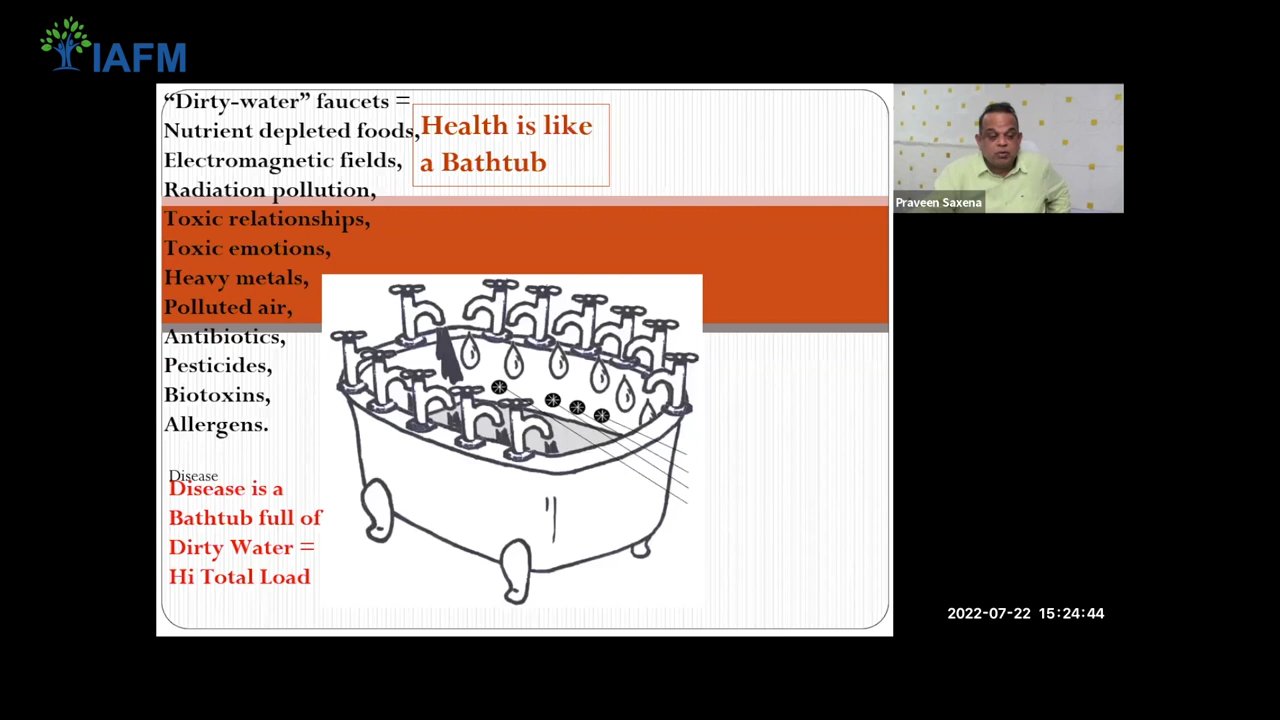 IAFM
“Dirty-water” faucets =
Nutrient depleted foods,
Electromagnetic fields,
Radiation pollution,
Toxic relationships,
Toxic emotions,
Heavy metals,
Polluted air,
Antibiotics,
Pesticides,
Biotoxins,
Allergens.
Health is like
a Bathtub
Disease
Disease is a
Bathtub full of
Dirty Water =
Hi Total Load
Praveen Saxena
2022-07-22 15:24:44